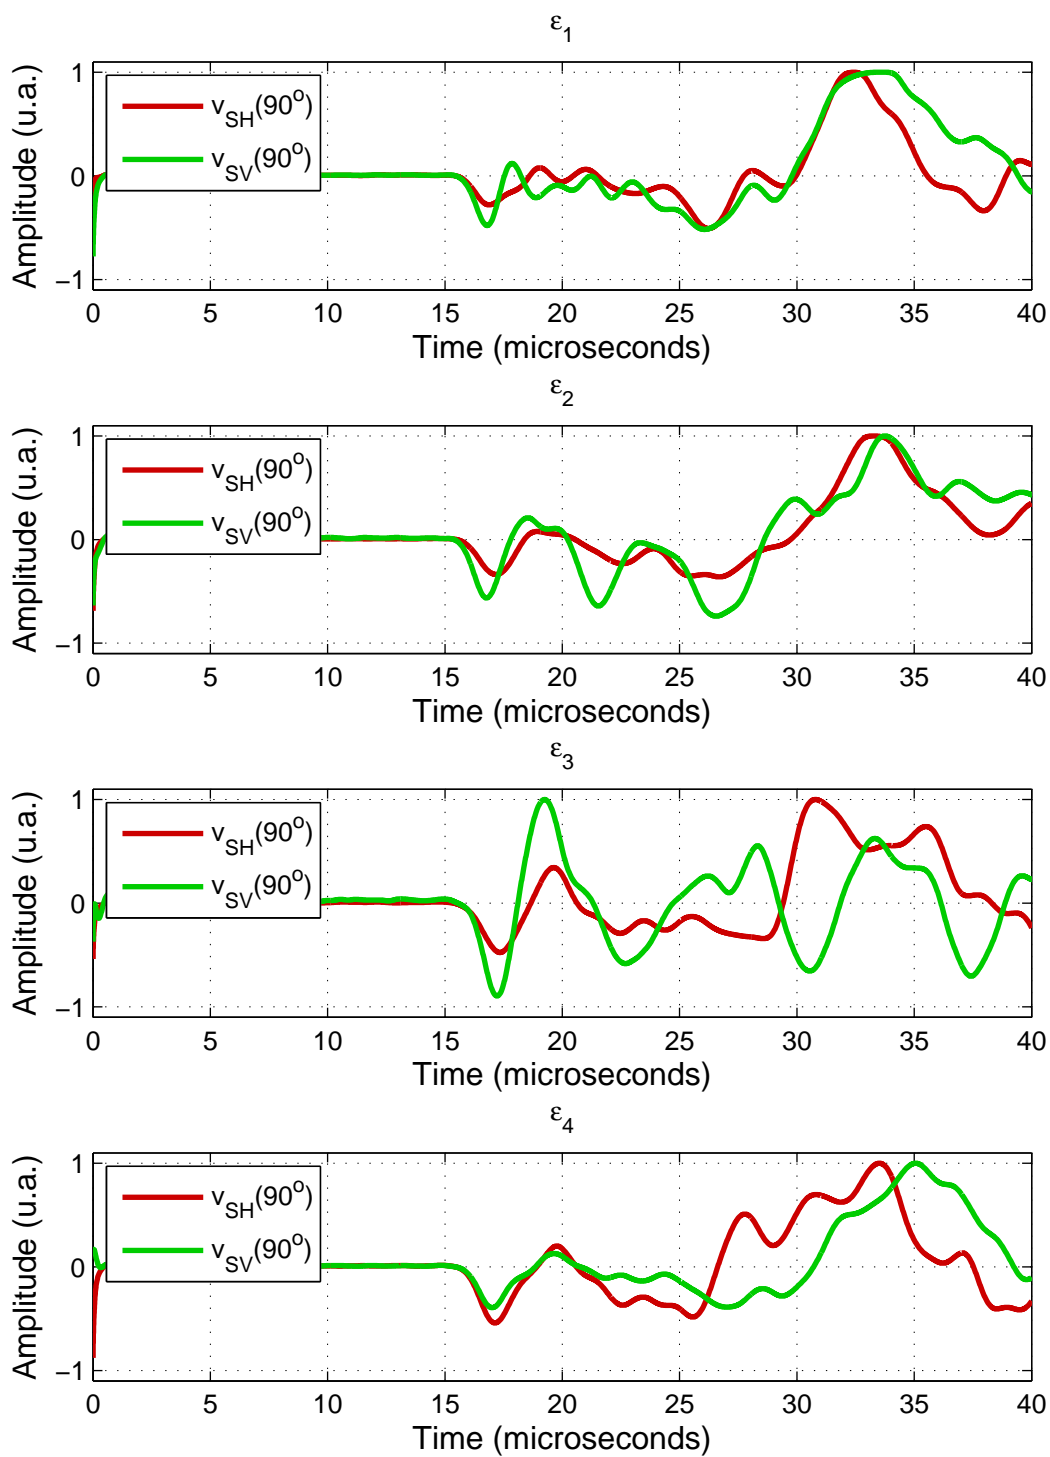 ε1
Amplitude (u.a.)
1
0
−1
vSH(90o)
vSV(90o)
0 5 10 15 20 25 30 35 40
Time (microseconds)
ε2
Amplitude (u.a.)
1
0
−1
vSH(90o)
vSV(90o)
0 5 10 15 20 25 30 35 40
Time (microseconds)
ε3
Amplitude (u.a.)
1
0
−1
vSH(90o)
vSV(90o)
0 5 10 15 20 25 30 35 40
Time (microseconds)
ε4
Amplitude (u.a.)
1
0
−1
vSH(90o)
vSV(90o)
0 5 10 15 20 25 30 35 40
Time (microseconds)